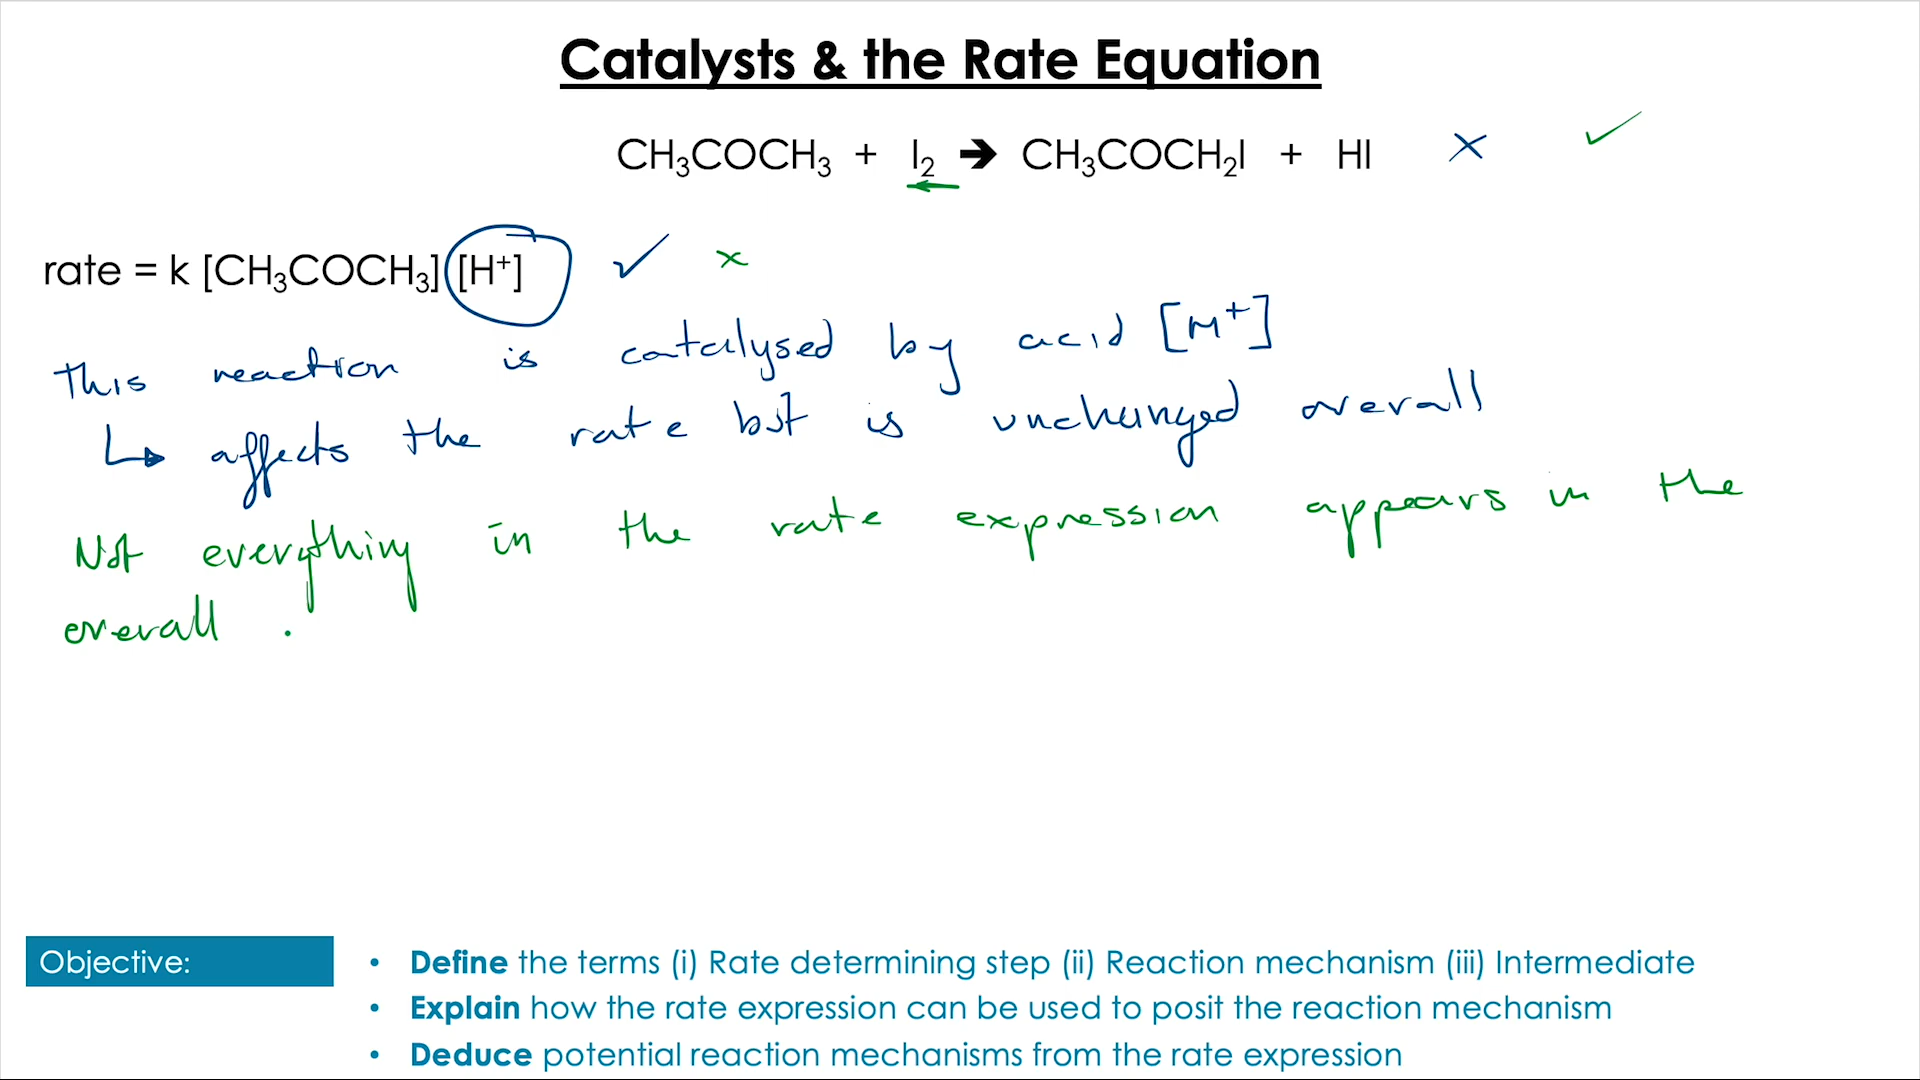 Catalysts & the Rate Equation
CH₃COCH₃ + I₂ → CH₃COCH₂I + HI × ✓
rate = k [CH₃COCH₃] [H⁺] ✓ ×
This reaction is catalysed by acid [H⁺]
↳ affects the rate but is unchanged overall
Not everything in the rate expression appears in the
overall .
Objective:
• Define the terms (i) Rate determining step (ii) Reaction mechanism (iii) Intermediate
• Explain how the rate expression can be used to posit the reaction mechanism
• Deduce potential reaction mechanisms from the rate expression